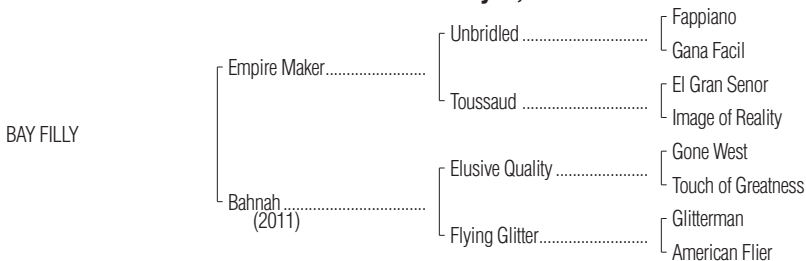 Fappiano
Unbridled ..............................
Gana Facil
Empire Maker........................
El Gran Senor
Toussaud ..............................
Image of Reality
BAY FILLY
Gone West
Elusive Quality ......................
Touch of Greatness
Bahnah .................................
(2011)
Glitterman
Flying Glitter..........................
American Flier